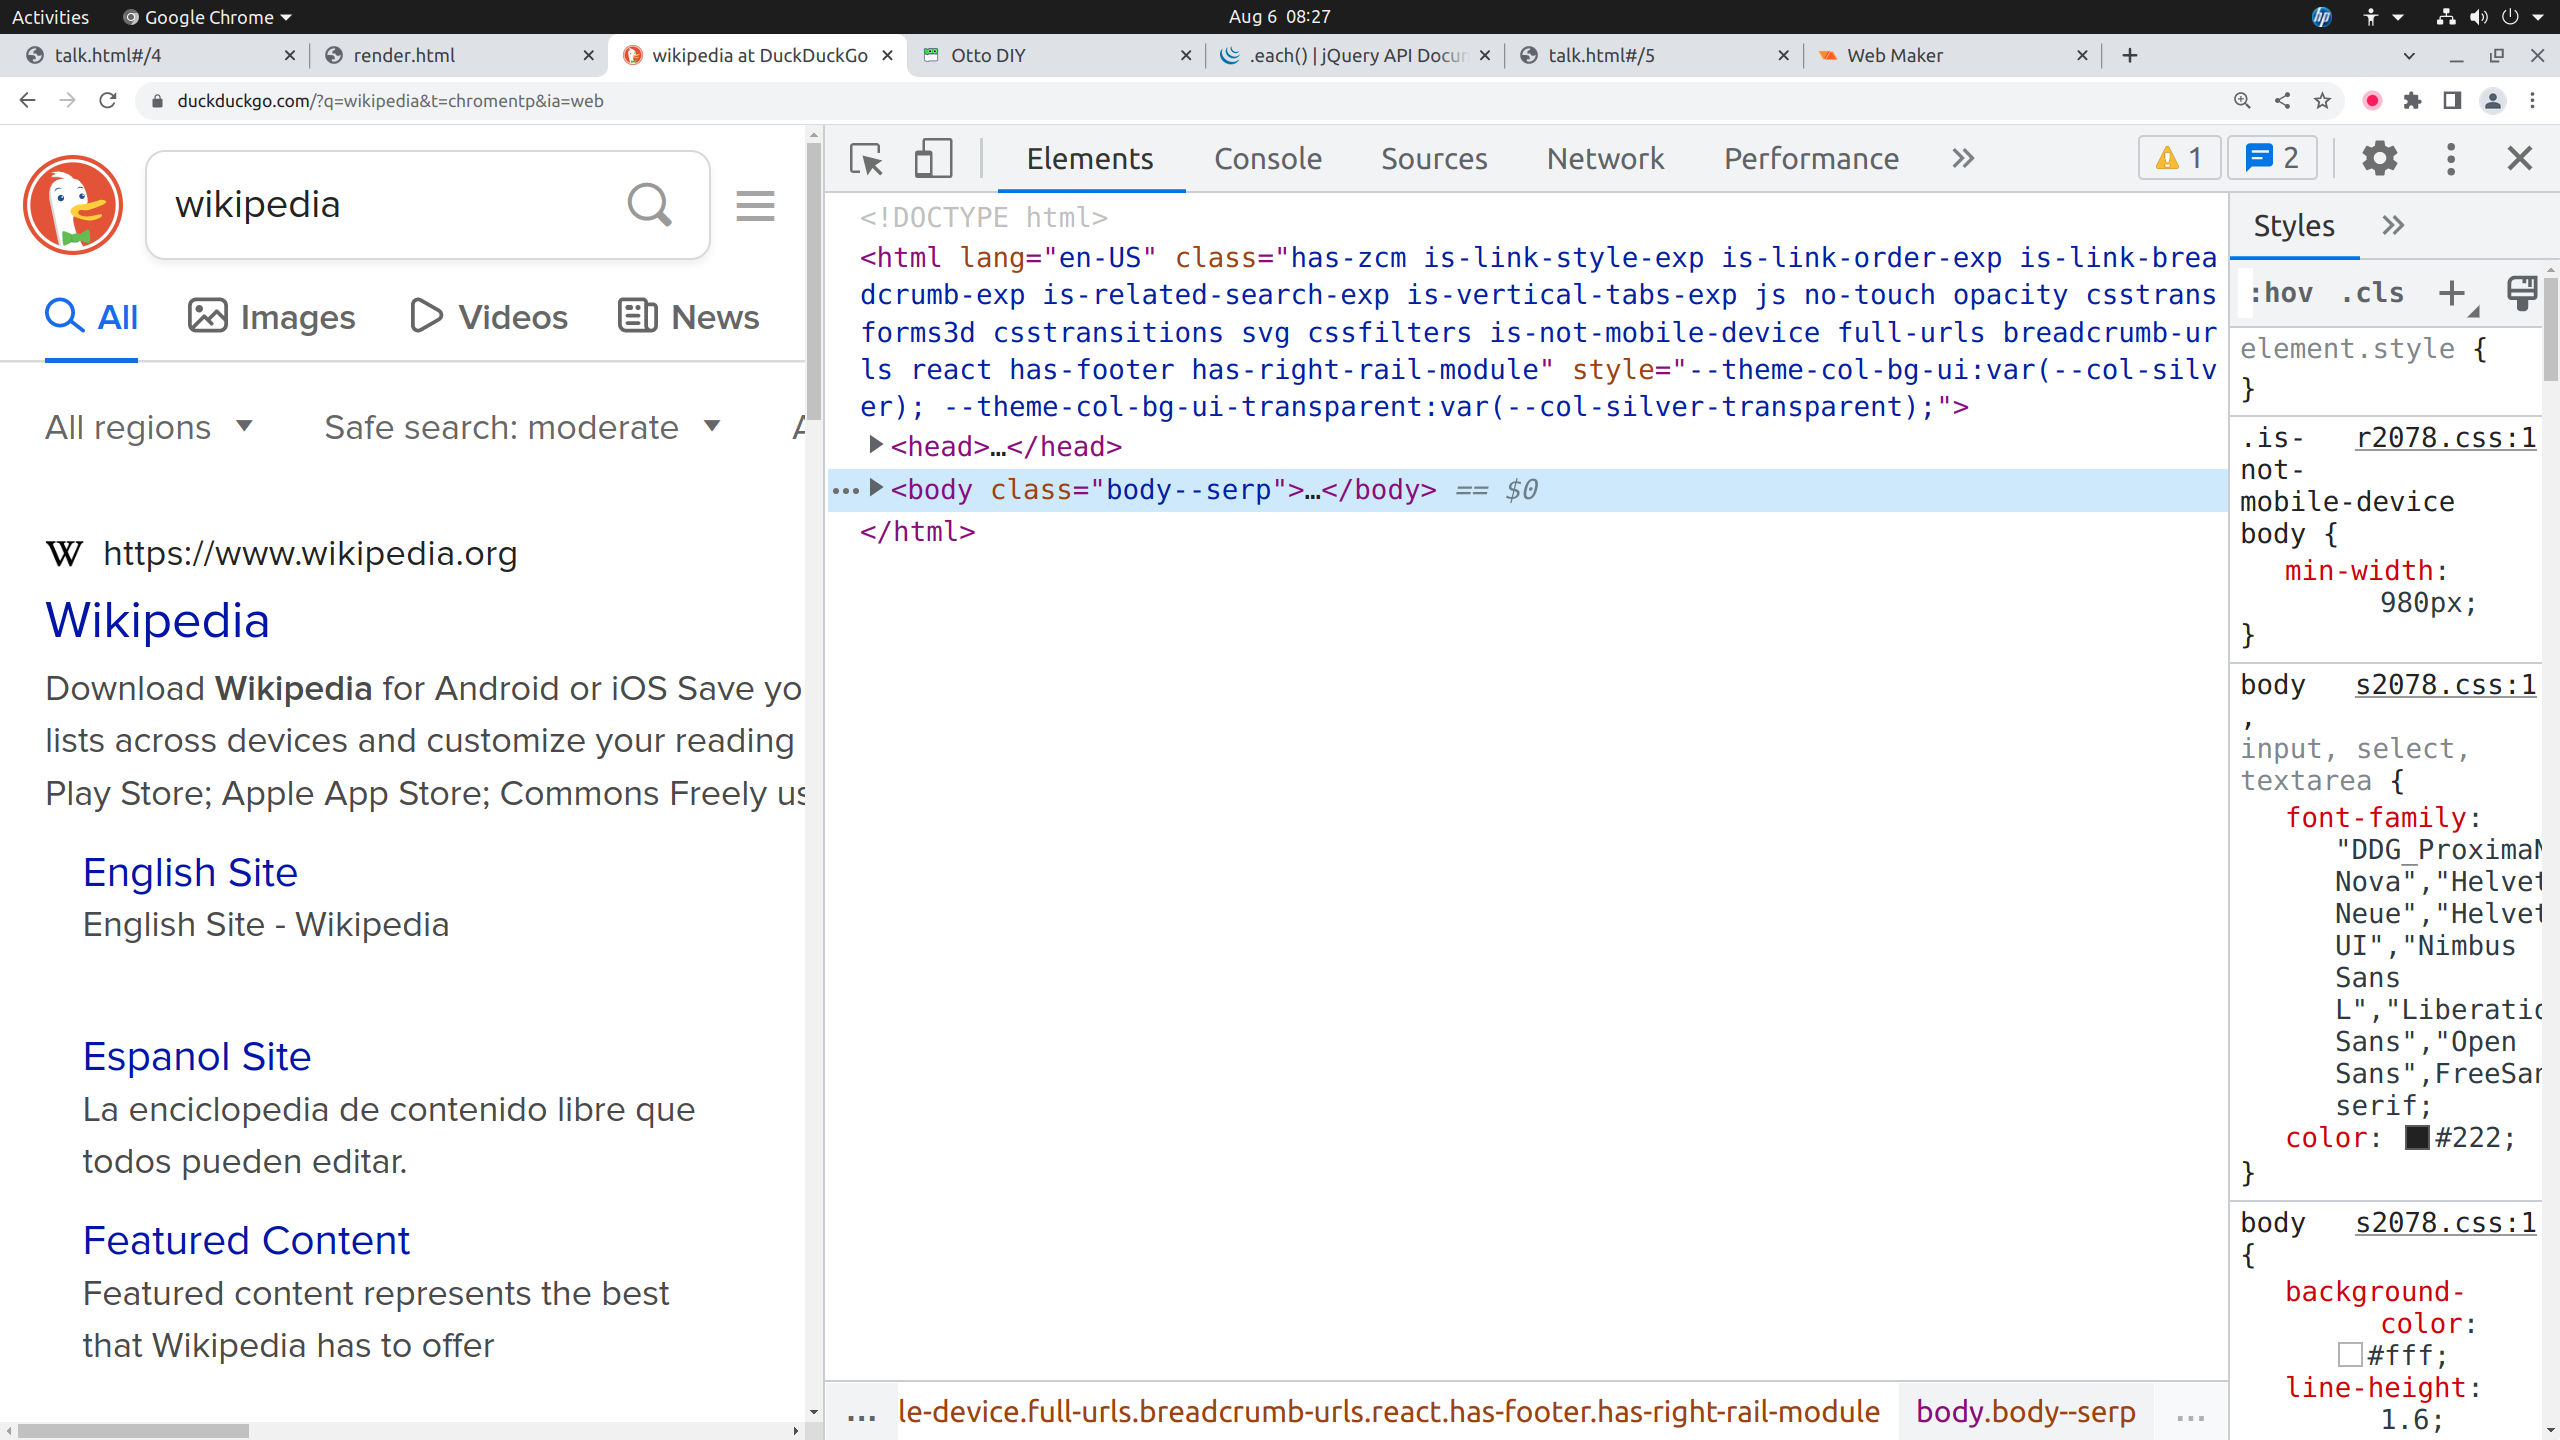 Activities Google Chrome Aug 6 08:27
talk.html#/4 render.html wikipedia at DuckDuckGo Otto DIY .each() | jQuery API Docu talk.html#/5 Web Maker
duckduckgo.com/?q=wikipedia&t=chromentp&ia=web
wikipedia
All Images Videos News
All regions Safe search: moderate
https://www.wikipedia.org
Wikipedia
Download Wikipedia for Android or iOS Save yo
lists across devices and customize your reading
Play Store; Apple App Store; Commons Freely us
English Site
English Site - Wikipedia
Espanol Site
La enciclopedia de contenido libre que
todos pueden editar.
Featured Content
Featured content represents the best
that Wikipedia has to offer
Elements Console Sources Network Performance 1 2
<!DOCTYPE html>
<html lang="en-US" class="has-zcm is-link-style-exp is-link-order-exp is-link-brea
dcrumb-exp is-related-search-exp is-vertical-tabs-exp js no-touch opacity csstrans
forms3d csstransitions svg cssfilters is-not-mobile-device full-urls breadcrumb-ur
ls react has-footer has-right-rail-module" style="--theme-col-bg-ui:var(--col-silv
er); --theme-col-bg-ui-transparent:var(--col-silver-transparent);">
<head>…</head>
<body class="body--serp">…</body> == $0
</html>
… le-device.full-urls.breadcrumb-urls.react.has-footer.has-right-rail-module body.body--serp …
Styles
:hov .cls
element.style {
}
.is- r2078.css:1
not-
mobile-device
body {
min-width:
980px;
}
body s2078.css:1
,
input, select,
textarea {
font-family:
"DDG_ProximaN
Nova","Helvet
Neue","Helvet
UI","Nimbus
Sans
L","Liberatio
Sans","Open
Sans",FreeSan
serif;
color: #222;
}
body s2078.css:1
{
background-
color:
#fff;
line-height:
1.6;